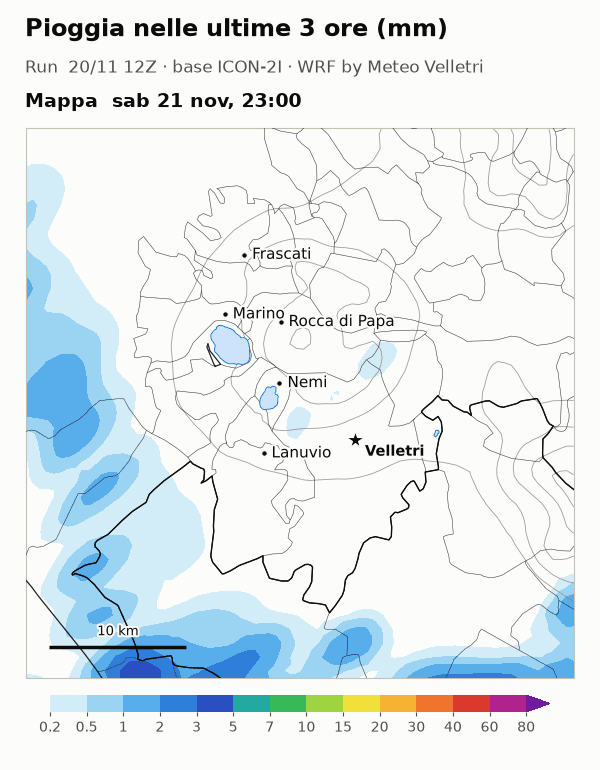 Pioggia nelle ultime 3 ore (mm)
Run 20/11 12Z · base ICON-2I · WRF by Meteo Velletri
Mappa sab 21 nov, 23:00
Frascati
Marino
Rocca di Papa
Nemi
Velletri
Lanuvio
10 km
0.2 0.5 1 2 3 5 7 10 15 20 30 40 60 80